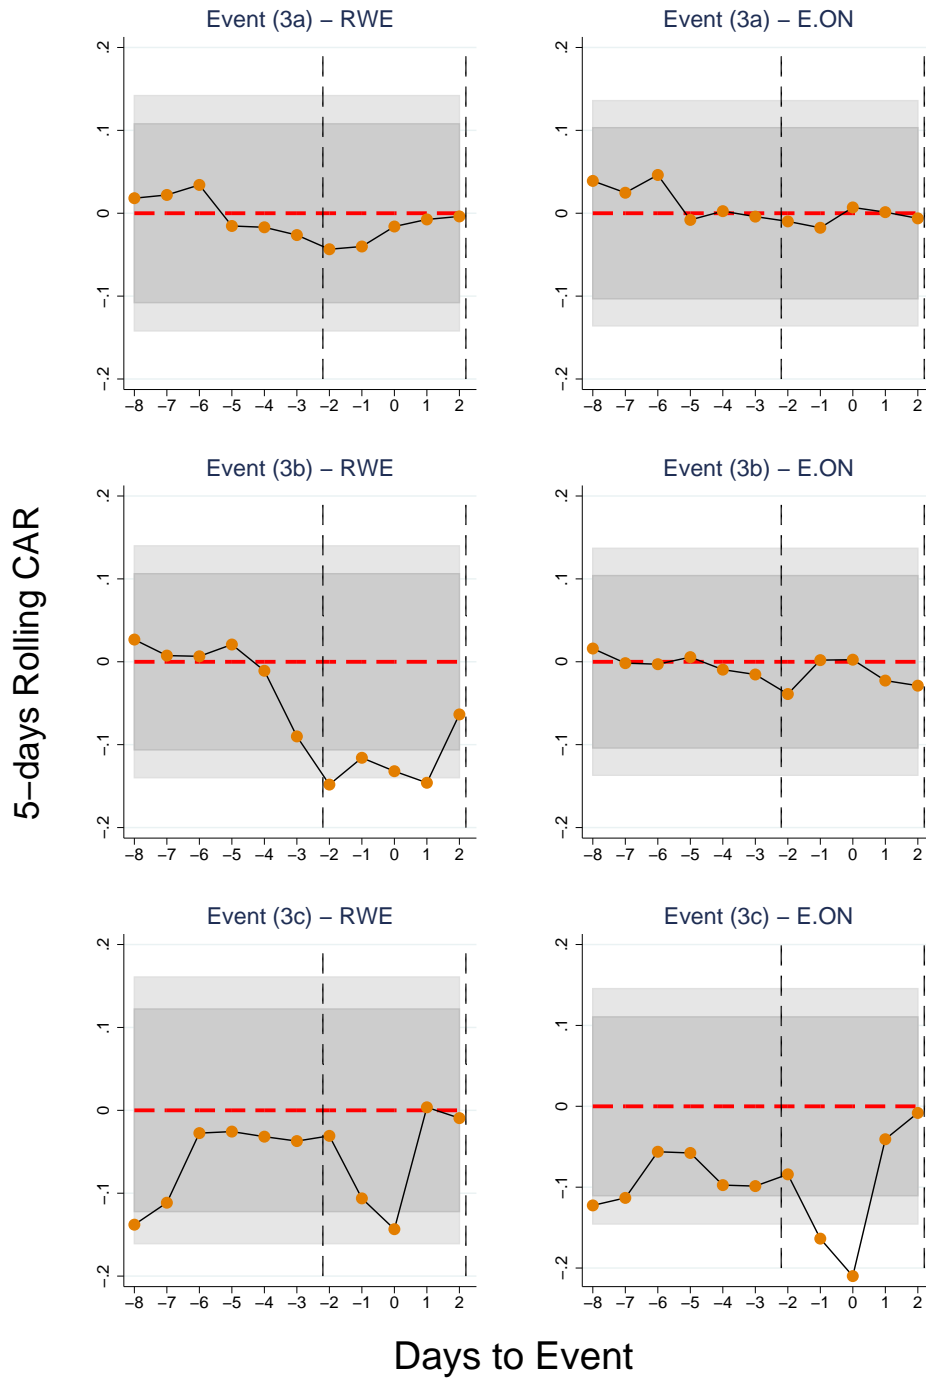 Event (3a) – RWE
.2
.1
0
-.1
-.2
–8 –7 –6 –5 –4 –3 –2 –1 0 1 2
Event (3a) – E.ON
.2
.1
0
-.1
-.2
–8 –7 –6 –5 –4 –3 –2 –1 0 1 2
Event (3b) – RWE
.2
.1
0
-.1
-.2
–8 –7 –6 –5 –4 –3 –2 –1 0 1 2
Event (3b) – E.ON
.2
.1
0
-.1
-.2
–8 –7 –6 –5 –4 –3 –2 –1 0 1 2
5–days Rolling CAR
Event (3c) – RWE
.2
.1
0
-.1
-.2
–8 –7 –6 –5 –4 –3 –2 –1 0 1 2
Event (3c) – E.ON
.2
.1
0
-.1
-.2
–8 –7 –6 –5 –4 –3 –2 –1 0 1 2
Days to Event